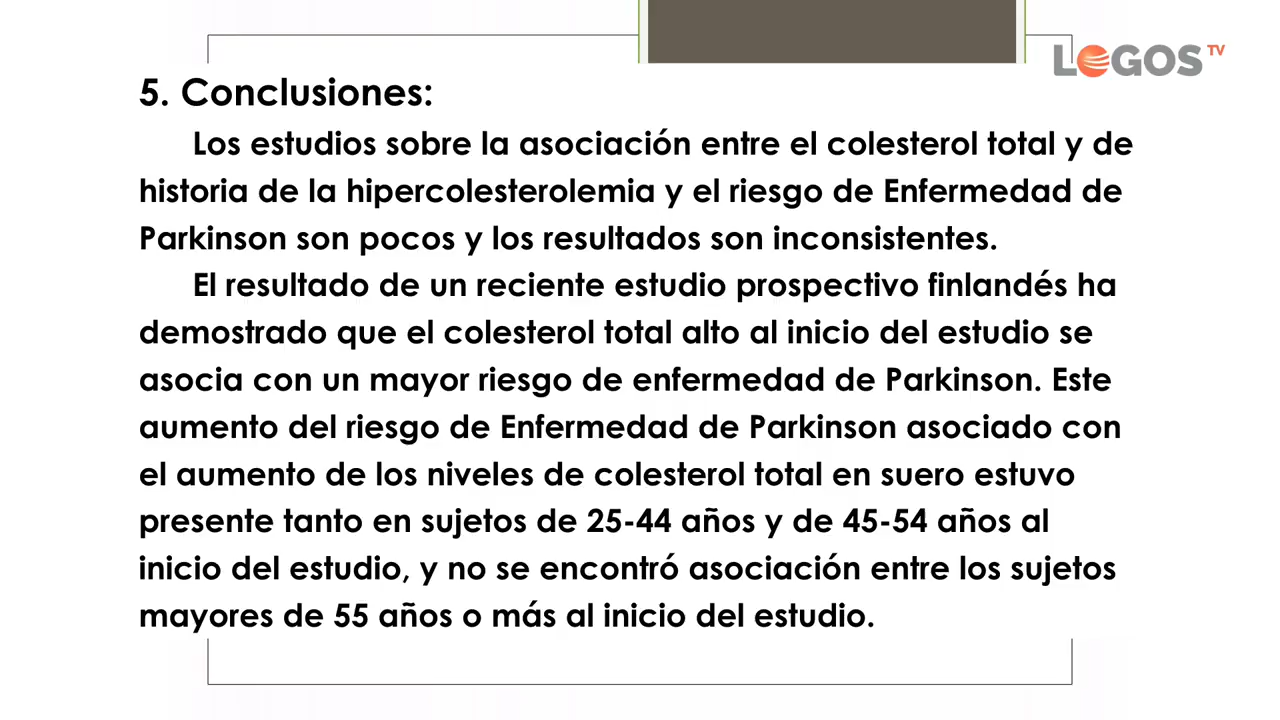 LOGOS TV
5. Conclusiones:
Los estudios sobre la asociación entre el colesterol total y de
historia de la hipercolesterolemia y el riesgo de Enfermedad de
Parkinson son pocos y los resultados son inconsistentes.
El resultado de un reciente estudio prospectivo finlandés ha
demostrado que el colesterol total alto al inicio del estudio se
asocia con un mayor riesgo de enfermedad de Parkinson. Este
aumento del riesgo de Enfermedad de Parkinson asociado con
el aumento de los niveles de colesterol total en suero estuvo
presente tanto en sujetos de 25-44 años y de 45-54 años al
inicio del estudio, y no se encontró asociación entre los sujetos
mayores de 55 años o más al inicio del estudio.